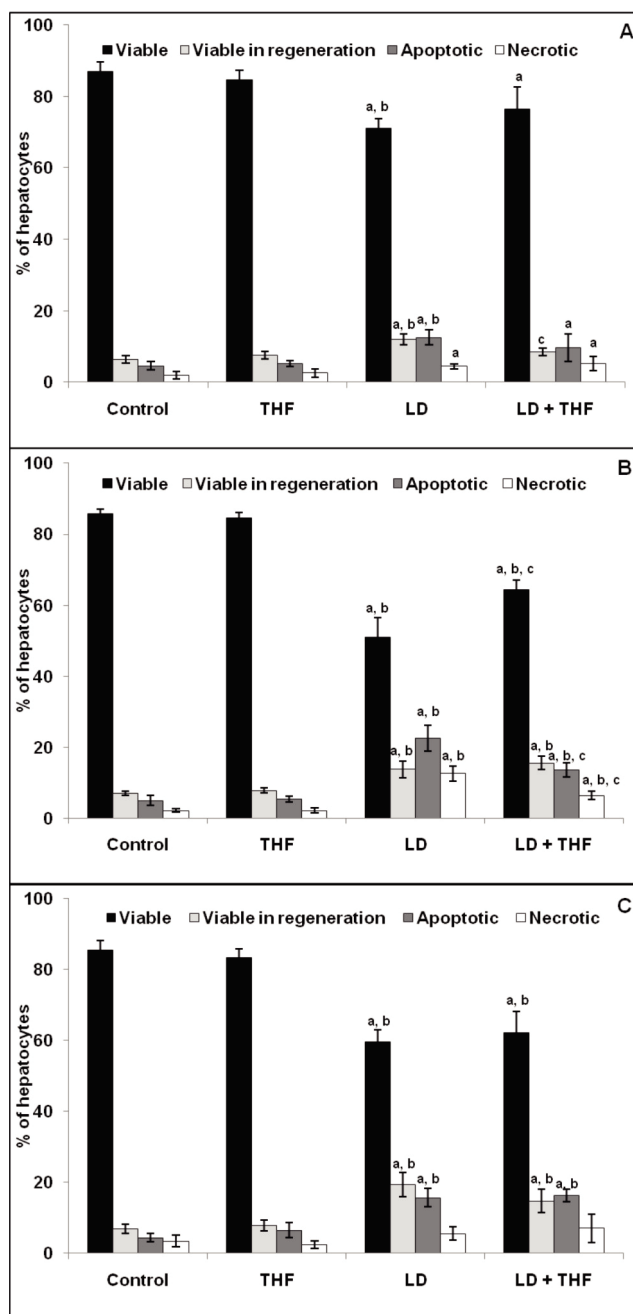 A
Viable Viable in regeneration Apoptotic Necrotic
% of hepatocytes
100
80
60
40
20
0
a, b
a, b
a, b
a
a
c
a
a
Control THF LD LD + THF
B
Viable Viable in regeneration Apoptotic Necrotic
% of hepatocytes
100
80
60
40
20
0
a, b
a, b
a, b
a, b
a, b, c
a, b
a, b, c
a, b, c
Control THF LD LD + THF
C
Viable Viable in regeneration Apoptotic Necrotic
% of hepatocytes
100
80
60
40
20
0
a, b
a, b
a, b
a, b
a, b
a, b
Control THF LD LD + THF